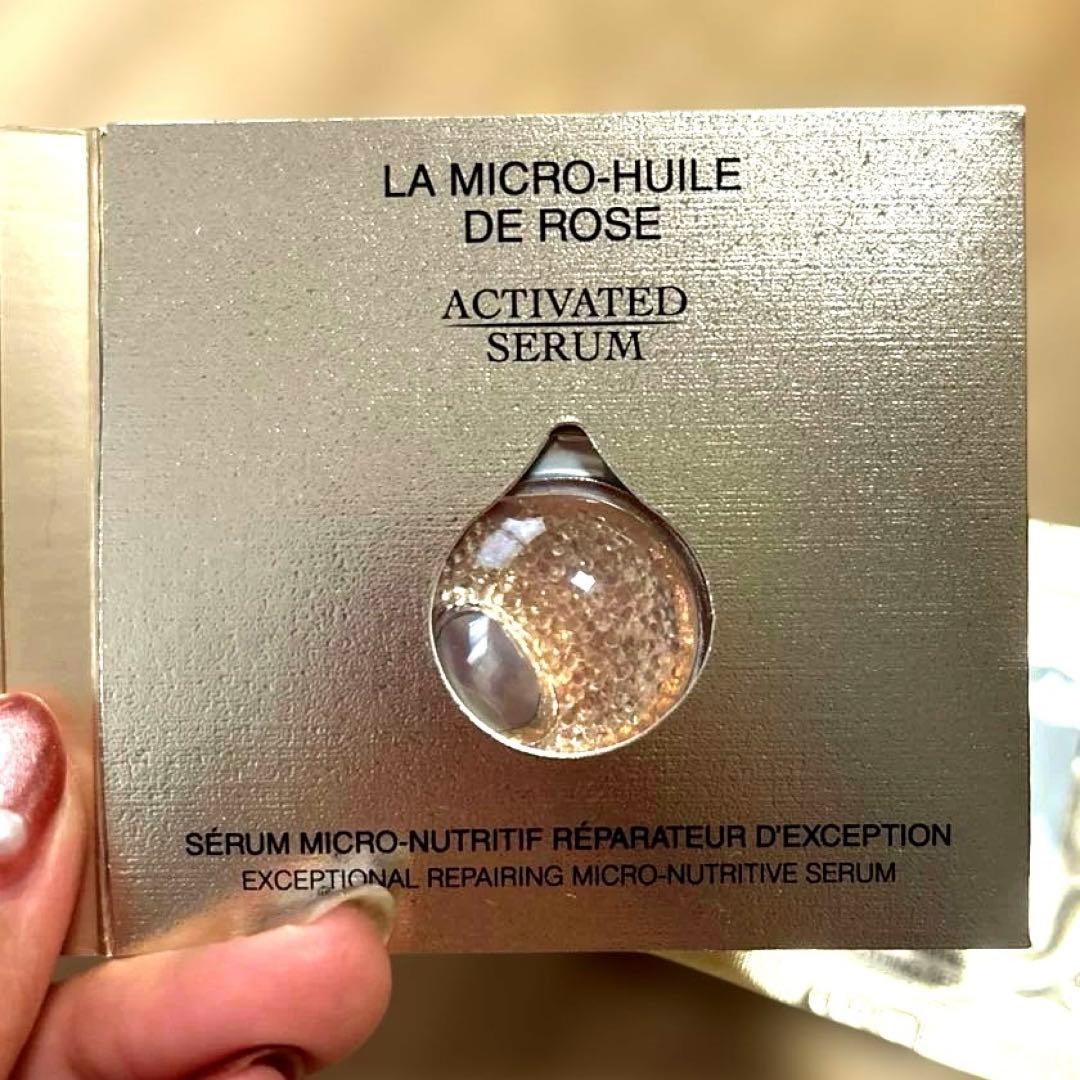 LA MICRO-HUILE
DE ROSE
ACTIVATED
SERUM
SÉRUM MICRO-NUTRITIF RÉPARATEUR D'EXCEPTION
EXCEPTIONAL REPAIRING MICRO-NUTRITIVE SERUM